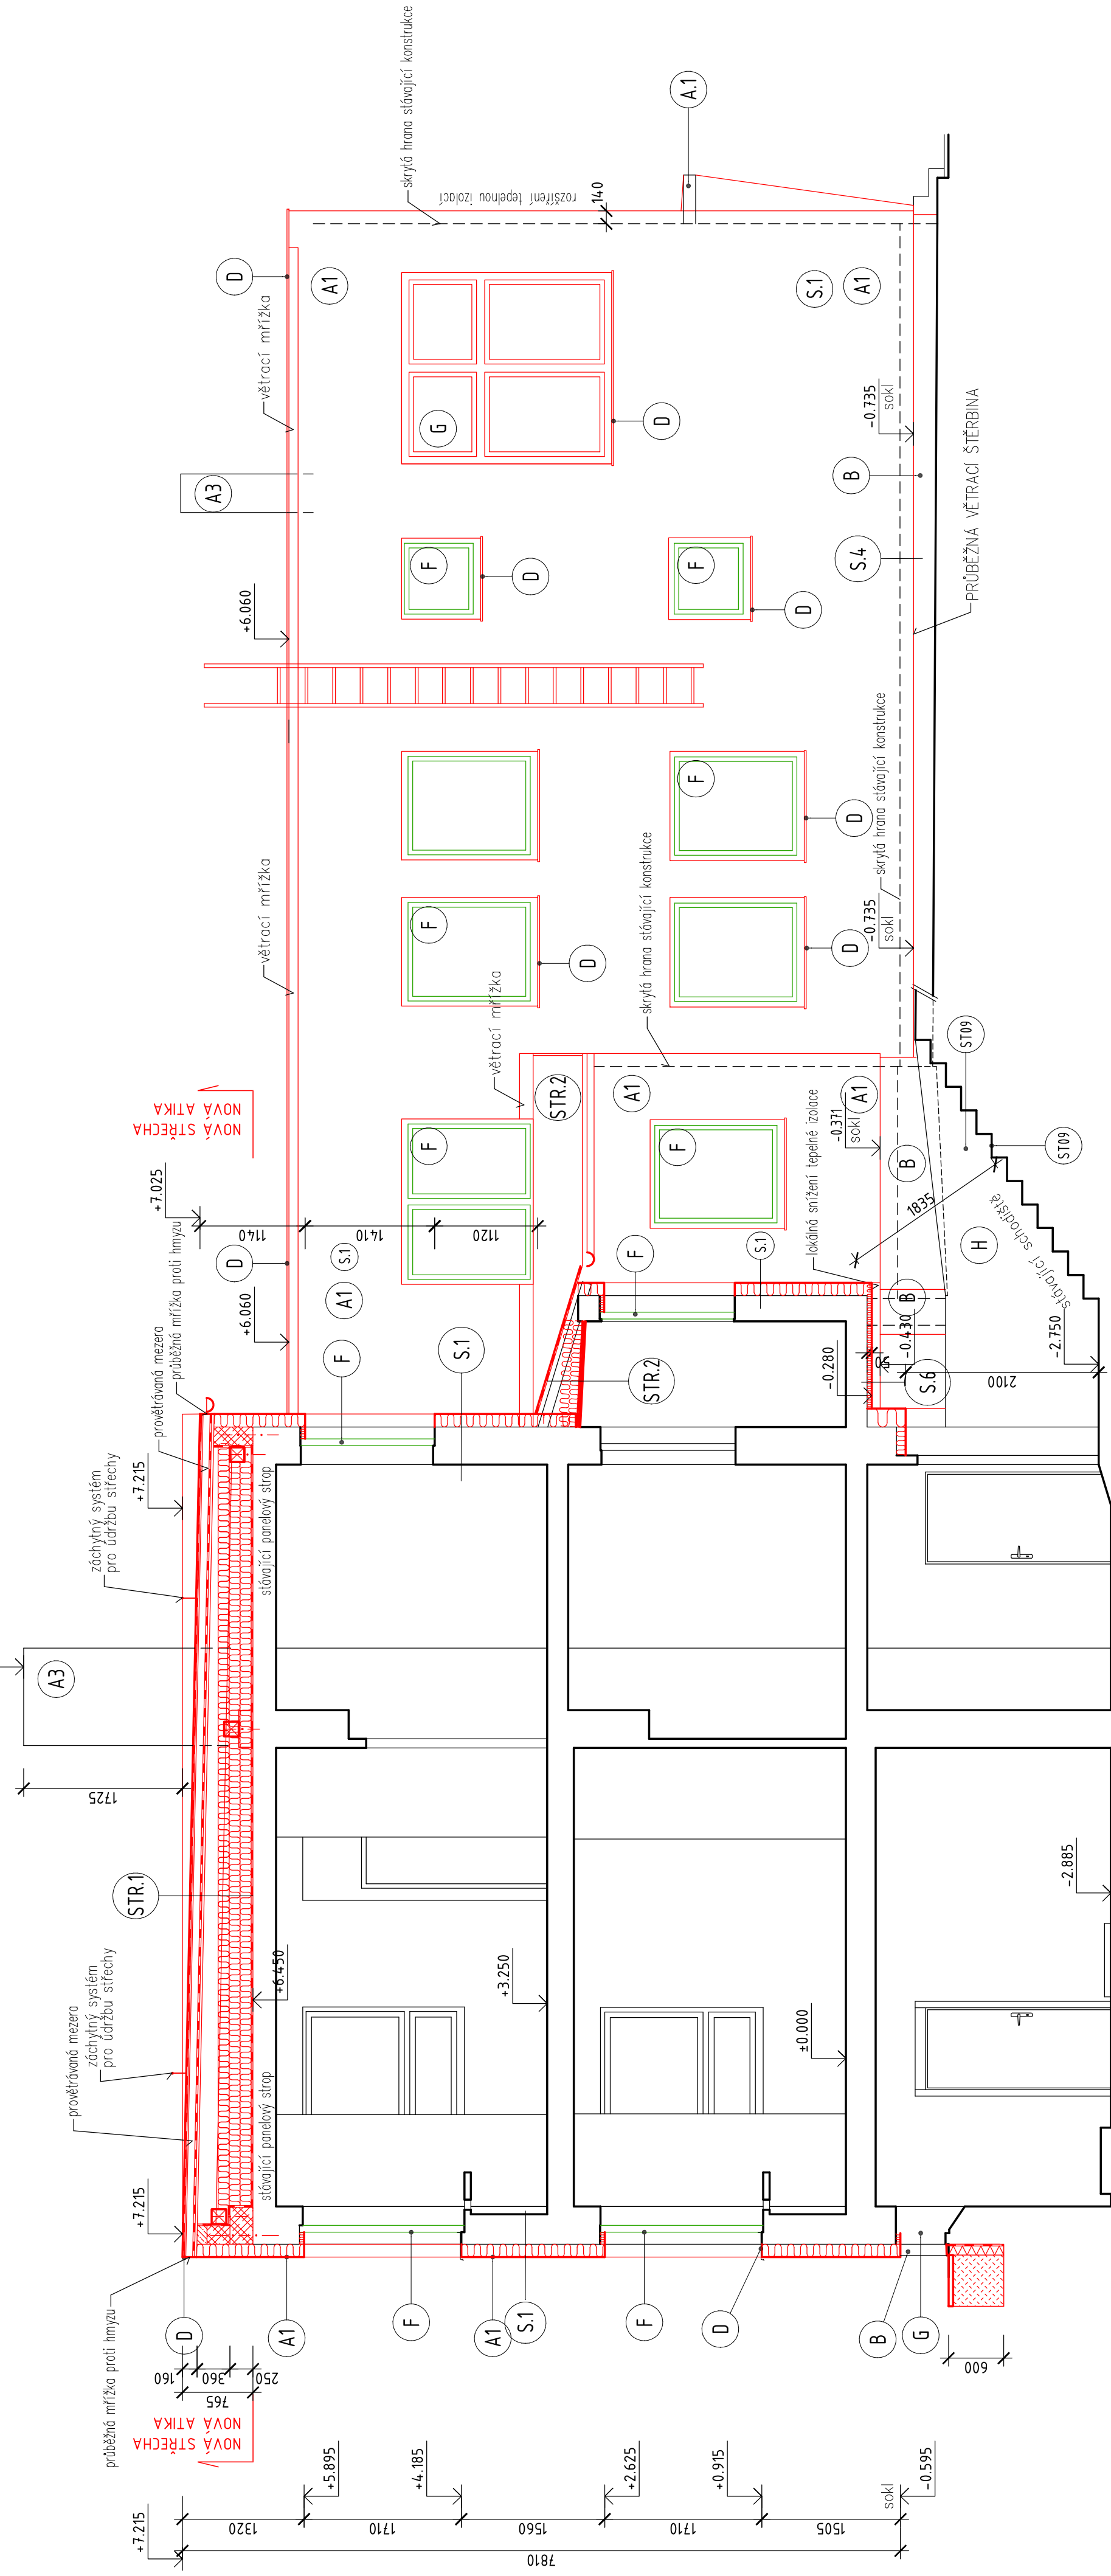 +7.215
7810
1320
1710
1560
1710
1505
+5.895
+4.185
+2.625
+0.915
sokl
-0.595
NOVÁ STŘECHA
NOVÁ ATIKA
160
360
250
765
průběžná mřížka proti hmyzu
D
A1
F
A1
S.1
F
D
B
G
600
+7.215
provětrávaná mezera
záchytný systém
pro údržbu střechy
stávající panelový strop
+6.450
+3.250
±0.000
-2.885
STR.1
1725
A3
záchytný systém
pro údržbu střechy
+7.215
provětrávaná mezera
průběžná mřížka proti hmyzu
stávající panelový strop
S.1
F
STR.2
+6.060
D
+7.025
1140
1410
1120
A1
S.1
NOVÁ STŘECHA
NOVÁ ATIKA
F
S.1
-0.280
50
-0.430
S.6
2100
-2.750
B
lokálná snížení tepelné izolace
H
stávající schodiště
1835
ST09
ST09
B
-0.371
sokl
A1
F
A1
STR.2
F
větrací mřížka
skrytá hrana stávající konstrukce
větrací mřížka
F
D
D
-0.735
sokl
skrytá hrana stávající konstrukce
F
D
+6.060
F
D
F
D
A3
větrací mřížka
D
A1
G
D
S.4
B
PRŮBĚŽNÁ VĚTRACÍ ŠTĚRBINA
-0.735
sokl
S.1
A1
140
rozšíření tepelnou izolací
skrytá hrana stávající konstrukce
A.1